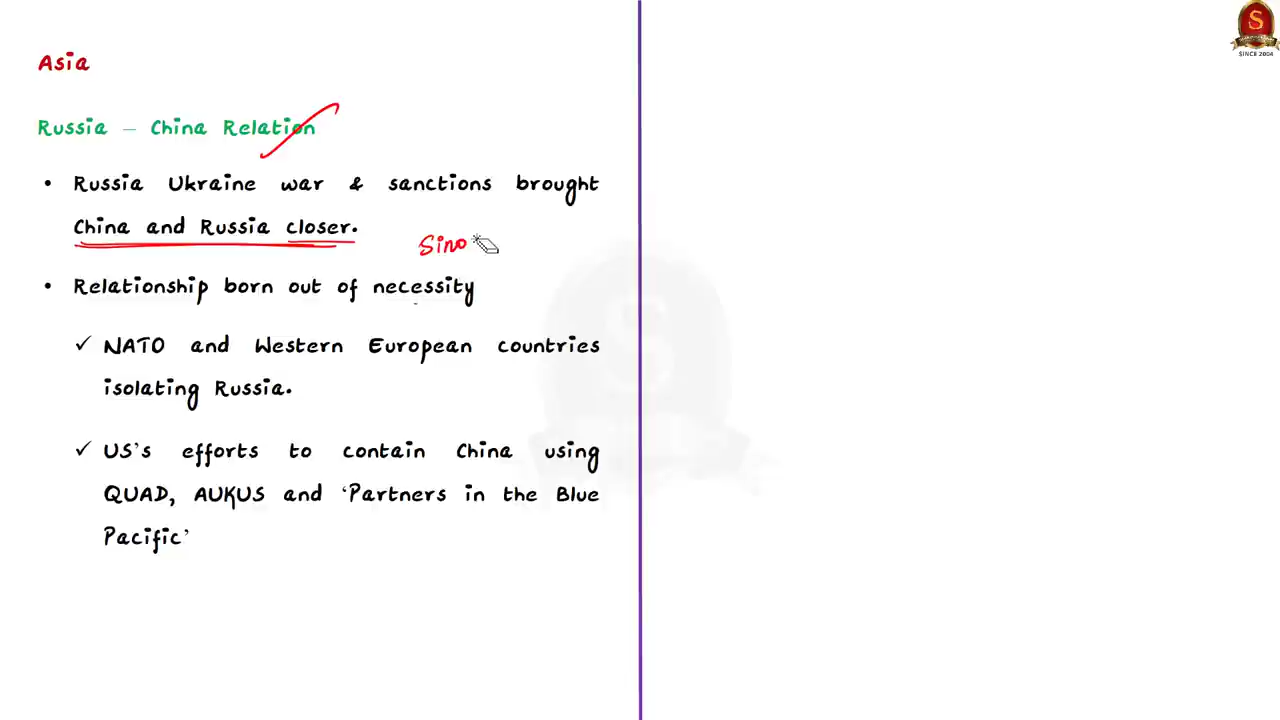 Asia
Russia – China Relation
• Russia Ukraine war & sanctions brought
China and Russia closer.
Sino
• Relationship born out of necessity
✓ NATO and Western European countries
isolating Russia.
✓ US's efforts to contain China using
QUAD, AUKUS and 'Partners in the Blue
Pacific'
S
SINCE 2004